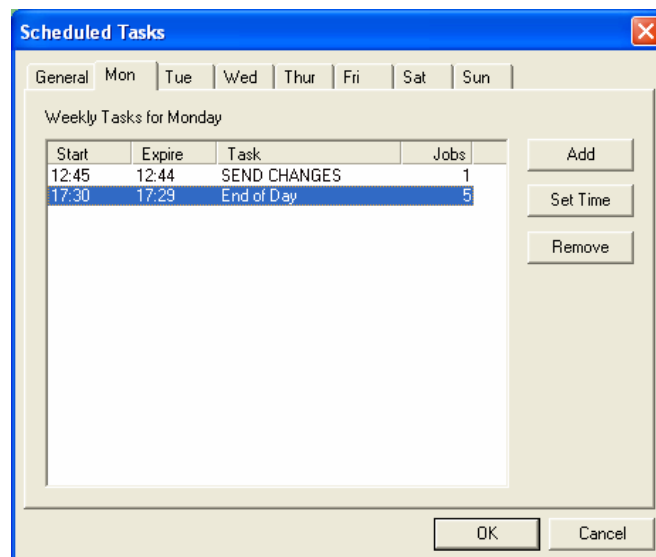 Scheduled Tasks
General Mon Tue Wed Thur Fri Sat Sun
Weekly Tasks for Monday
Start Expire Task Jobs
12:45 12:44 SEND CHANGES 1
17:30 17:29 End of Day 5
Add
Set Time
Remove
OK Cancel